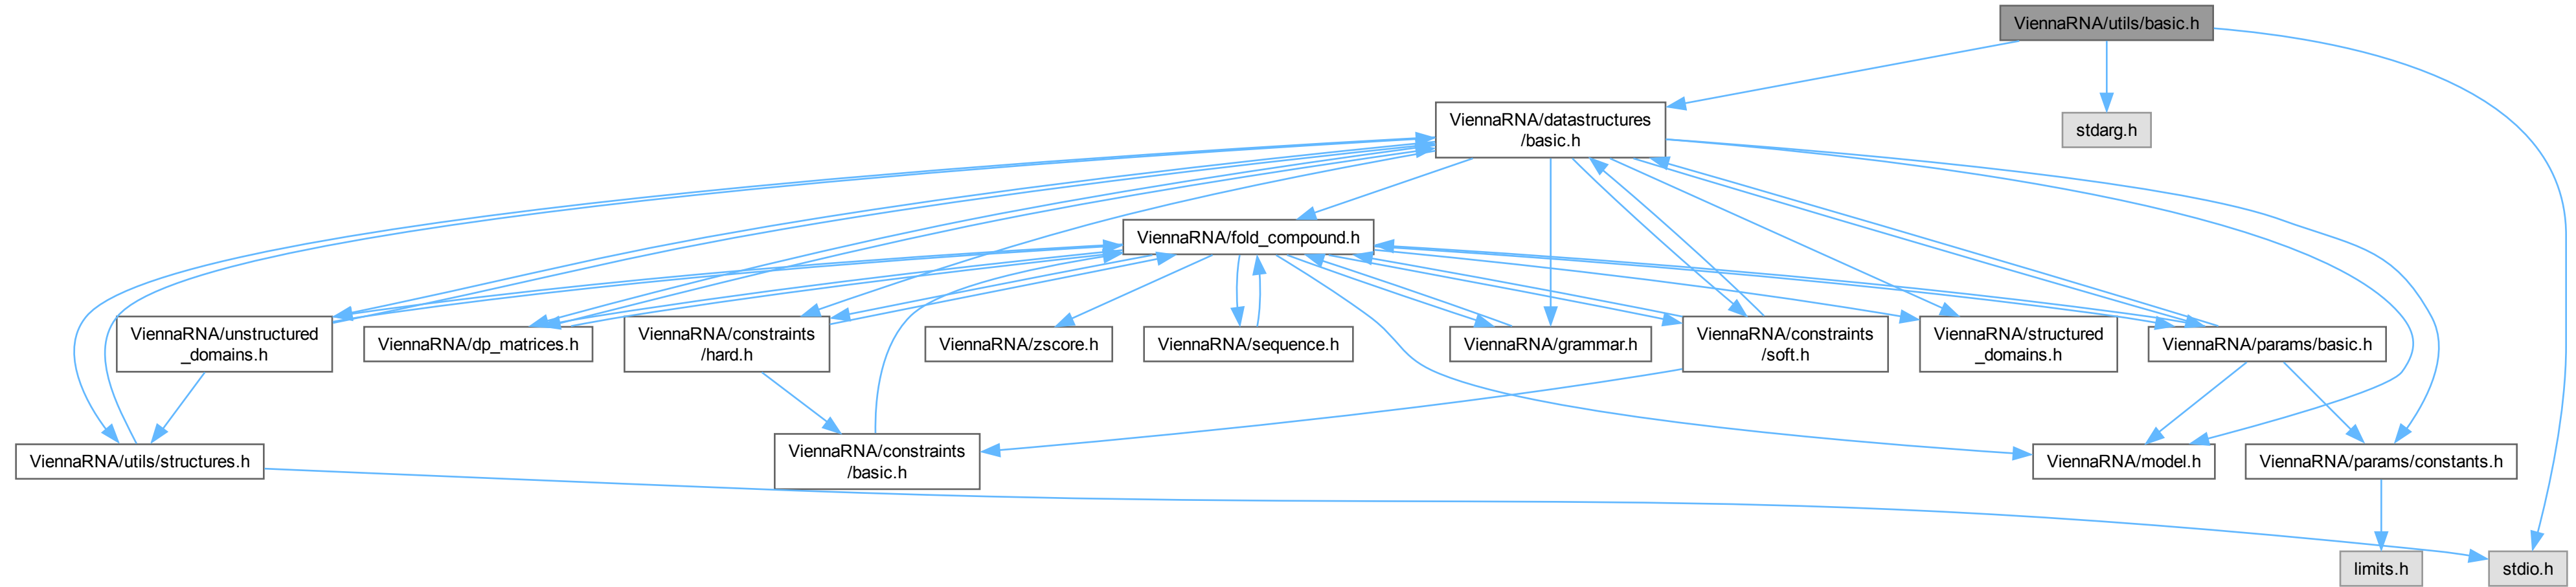 ViennaRNA/utils/basic.h
ViennaRNA/datastructures
/basic.h
stdarg.h
ViennaRNA/fold_compound.h
ViennaRNA/unstructured
_domains.h
ViennaRNA/dp_matrices.h
ViennaRNA/constraints
/hard.h
ViennaRNA/zscore.h
ViennaRNA/sequence.h
ViennaRNA/grammar.h
ViennaRNA/constraints
/soft.h
ViennaRNA/structured
_domains.h
ViennaRNA/params/basic.h
ViennaRNA/utils/structures.h
ViennaRNA/constraints
/basic.h
ViennaRNA/model.h
ViennaRNA/params/constants.h
limits.h
stdio.h